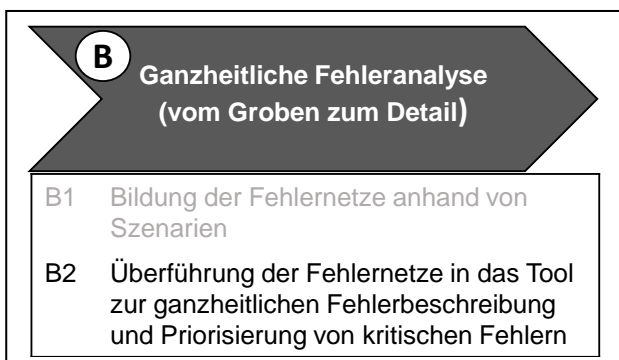 B
Ganzheitliche Fehleranalyse
(vom Groben zum Detail)
B1 Bildung der Fehlernetze anhand von
Szenarien
B2 Überführung der Fehlernetze in das Tool
zur ganzheitlichen Fehlerbeschreibung
und Priorisierung von kritischen Fehlern